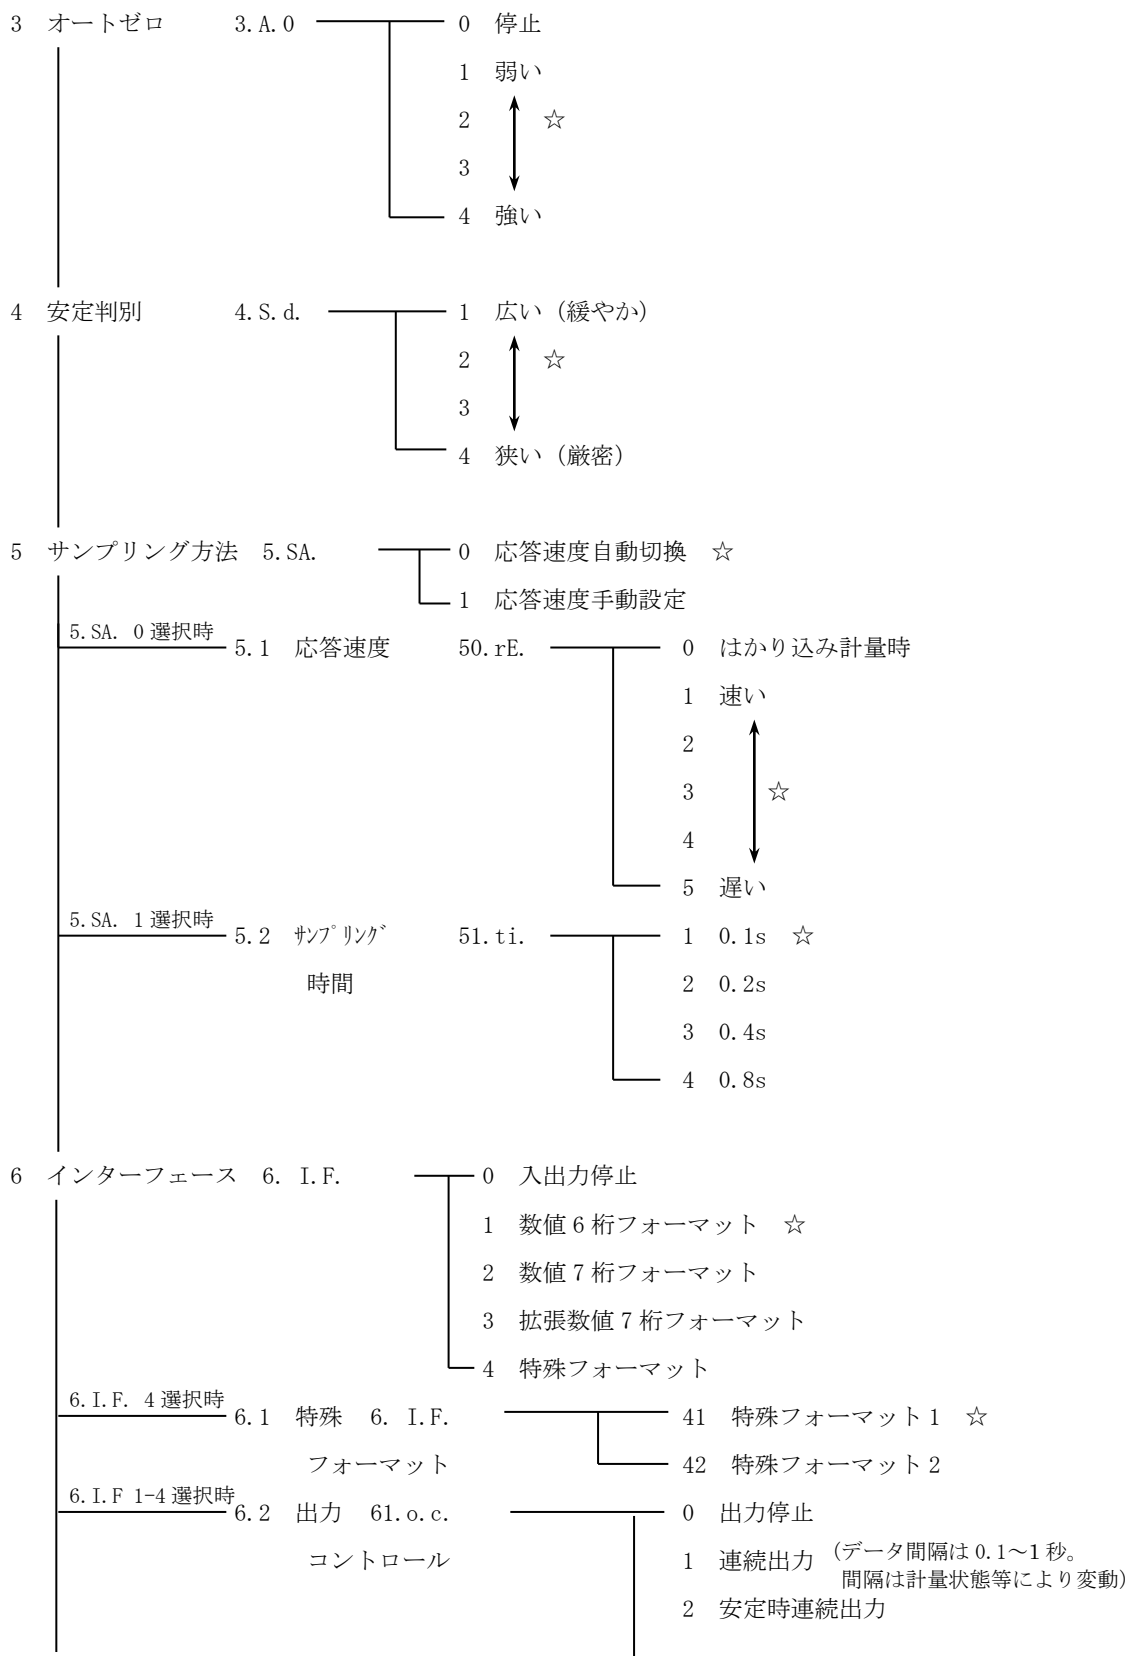 3 オートゼロ 3.A.0 0 停止
1 弱い
2 ☆
3
4 強い
4 安定判別 4.S.d. 1 広い（緩やか）
2 ☆
3
4 狭い（厳密）
5 サンプリング方法 5.SA. 0 応答速度自動切換 ☆
1 応答速度手動設定
5.SA. 0 選択時 5.1 応答速度 50.rE. 0 はかり込み計量時
1 速い
2
3 ☆
4
5 遅い
5.SA. 1 選択時 5.2 ｻﾝﾌﾟﾘﾝｸﾞ 51.ti. 1 0.1s ☆
時間 2 0.2s
3 0.4s
4 0.8s
6 インターフェース 6. I.F. 0 入出力停止
1 数値 6 桁フォーマット ☆
2 数値 7 桁フォーマット
3 拡張数値 7 桁フォーマット
4 特殊フォーマット
6.I.F. 4 選択時 6.1 特殊 6. I.F. 41 特殊フォーマット 1 ☆
フォーマット 42 特殊フォーマット 2
6.I.F 1-4 選択時 6.2 出力 61.o.c. 0 出力停止
コントロール 1 連続出力 （データ間隔は 0.1～1 秒。
間隔は計量状態等により変動）
2 安定時連続出力